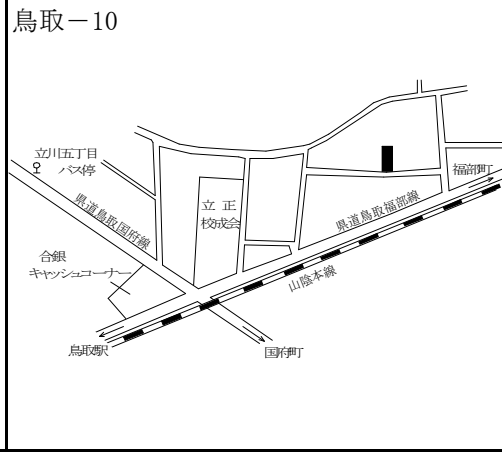 鳥取－10
立川五丁目
バス停
県道鳥取国府線
立正
校成会
福部町
県道鳥取福部線
合銀
キャッシュコーナー
山陰本線
鳥取駅
国府町